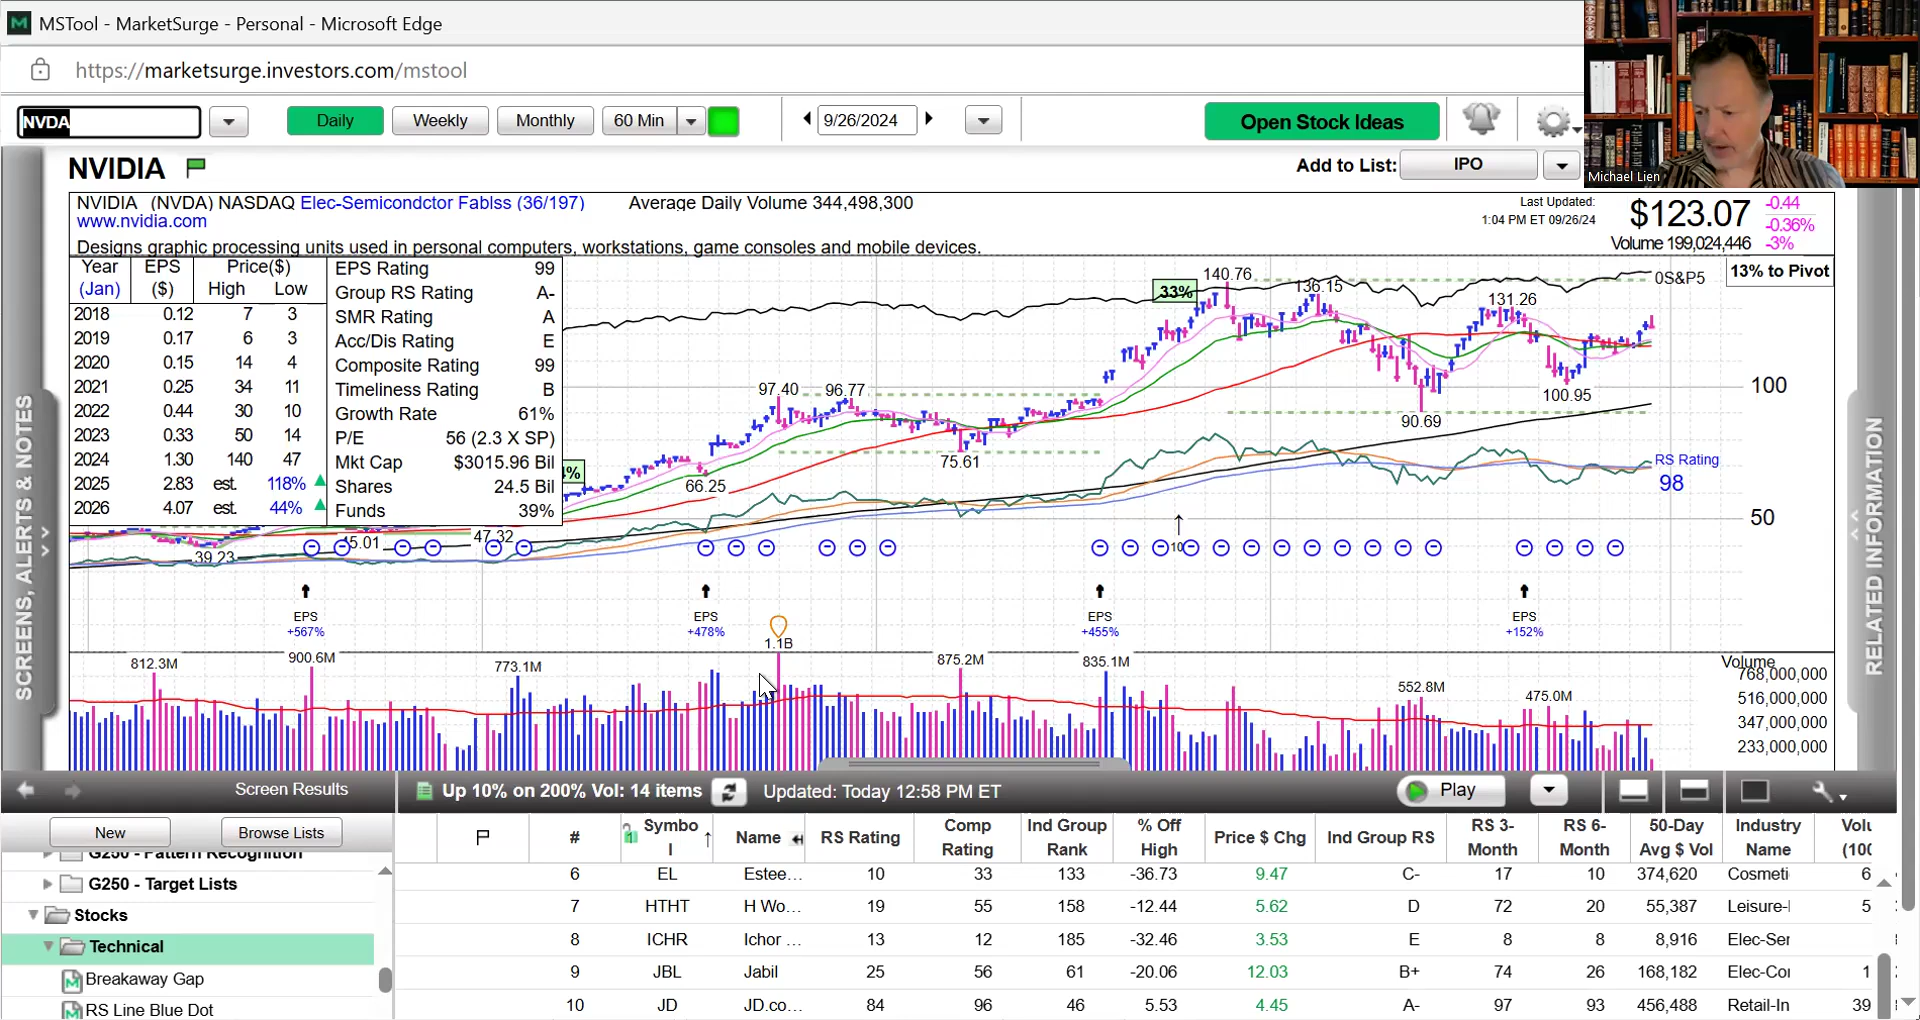 MSTool - MarketSurge - Personal - Microsoft Edge
https://marketsurge.investors.com/mstool
NVDA
Daily
Weekly
Monthly
60 Min
9/26/2024
Open Stock Ideas
Michael Lien
NVIDIA
Add to List:
IPO
NVIDIA (NVDA) NASDAQ Elec-Semicondctor Fablss (36/197) Average Daily Volume 344,498,300
www.nvidia.com
Designs graphic processing units used in personal computers, workstations, game consoles and mobile devices.
Last Updated:
1:04 PM ET 09/26/24
$123.07
-0.44
-0.36%
Volume 199,024,446 -3%
13% to Pivot
Year EPS Price($)
(Jan) ($) High Low
2018 0.12 7 3
2019 0.17 6 3
2020 0.15 14 4
2021 0.25 34 11
2022 0.44 30 10
2023 0.33 50 14
2024 1.30 140 47
2025 2.83 est. 118%
2026 4.07 est. 44%
EPS Rating 99
Group RS Rating A-
SMR Rating A
Acc/Dis Rating E
Composite Rating 99
Timeliness Rating B
Growth Rate 61%
P/E 56 (2.3 X SP)
Mkt Cap $3015.96 Bil
Shares 24.5 Bil
Funds 39%
33%
140.76
136.15
131.26
0S&P5
97.40
96.77
100
100.95
90.69
75.61
66.25
RS Rating
98
50
47.32
45.01
39.23
10
EPS
+567%
EPS
+478%
EPS
+455%
EPS
+152%
1.1B
812.3M
900.6M
773.1M
875.2M
835.1M
552.8M
475.0M
Volume
768,000,000
516,000,000
347,000,000
233,000,000
SCREENS, ALERTS & NOTES
RELATED INFORMATION
Screen Results
Up 10% on 200% Vol: 14 items
Updated: Today 12:58 PM ET
Play
New
Browse Lists
G250 - Pattern Recognition
G250 - Target Lists
Stocks
Technical
Breakaway Gap
RS Line Blue Dot
# Symbo
l Name RS Rating Comp
Rating Ind Group
Rank % Off
High Price $ Chg Ind Group RS RS 3-
Month RS 6-
Month 50-Day
Avg $ Vol Industry
Name Volu
(100
6 EL Estee... 10 33 133 -36.73 9.47 C- 17 10 374,620 Cosmeti 6
7 HTHT H Wo... 19 55 158 -12.44 5.62 D 72 20 55,387 Leisure-l 5
8 ICHR Ichor ... 13 12 185 -32.46 3.53 E 8 8 8,916 Elec-Ser
9 JBL Jabil 25 56 61 -20.06 12.03 B+ 74 26 168,182 Elec-Co 1
10 JD JD.co... 84 96 46 5.53 4.45 A- 97 93 456,488 Retail-In 39